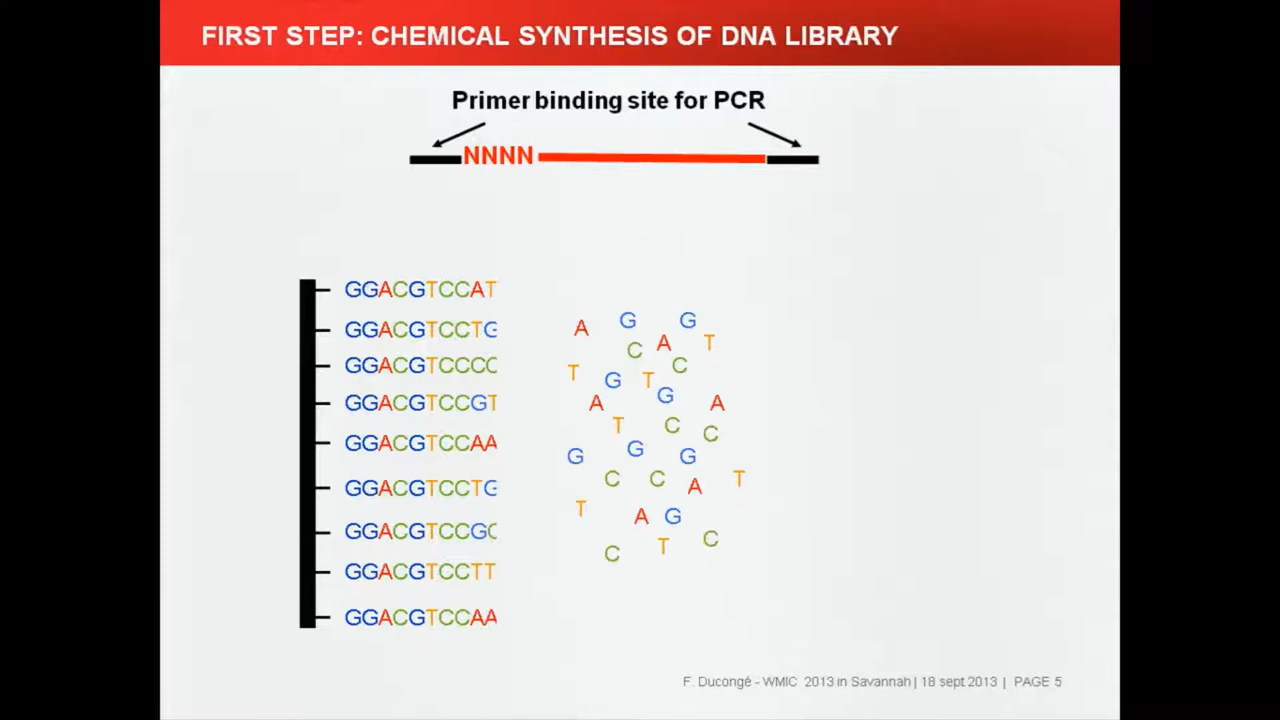 FIRST STEP: CHEMICAL SYNTHESIS OF DNA LIBRARY
Primer binding site for PCR
NNNN
GGACGTCCAT
GGACGTCCTG
GGACGTCCCC
GGACGTCCGT
GGACGTCCAA
GGACGTCCTG
GGACGTCCGC
GGACGTCCTT
GGACGTCCAA
A G G
C A T
T G T C
A G A
T C C
G G G
C C A T
T A G
C T C
F. Ducongé - WMIC 2013 in Savannah | 18 sept 2013 | PAGE 5